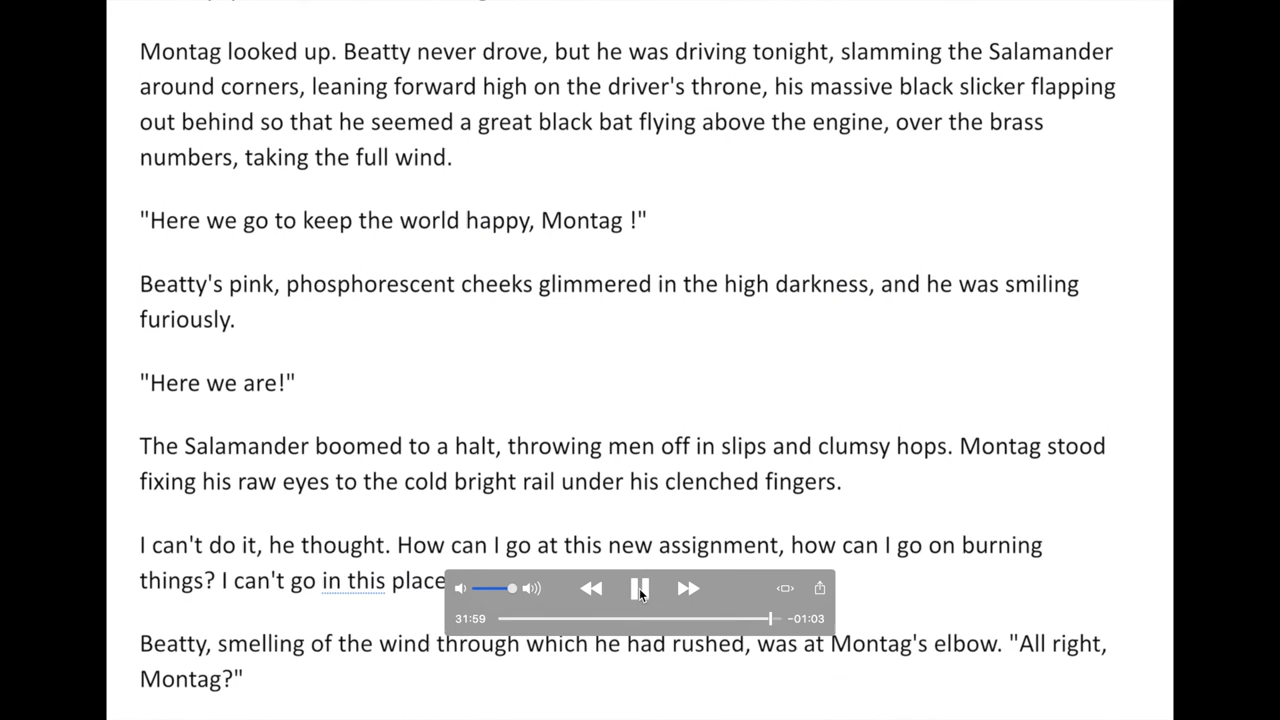 Montag looked up. Beatty never drove, but he was driving tonight, slamming the Salamander
around corners, leaning forward high on the driver's throne, his massive black slicker flapping
out behind so that he seemed a great black bat flying above the engine, over the brass
numbers, taking the full wind.
"Here we go to keep the world happy, Montag !"
Beatty's pink, phosphorescent cheeks glimmered in the high darkness, and he was smiling
furiously.
"Here we are!"
The Salamander boomed to a halt, throwing men off in slips and clumsy hops. Montag stood
fixing his raw eyes to the cold bright rail under his clenched fingers.
I can't do it, he thought. How can I go at this new assignment, how can I go on burning
things? I can't go in this place
31:59 -01:03
Beatty, smelling of the wind through which he had rushed, was at Montag's elbow. "All right,
Montag?"